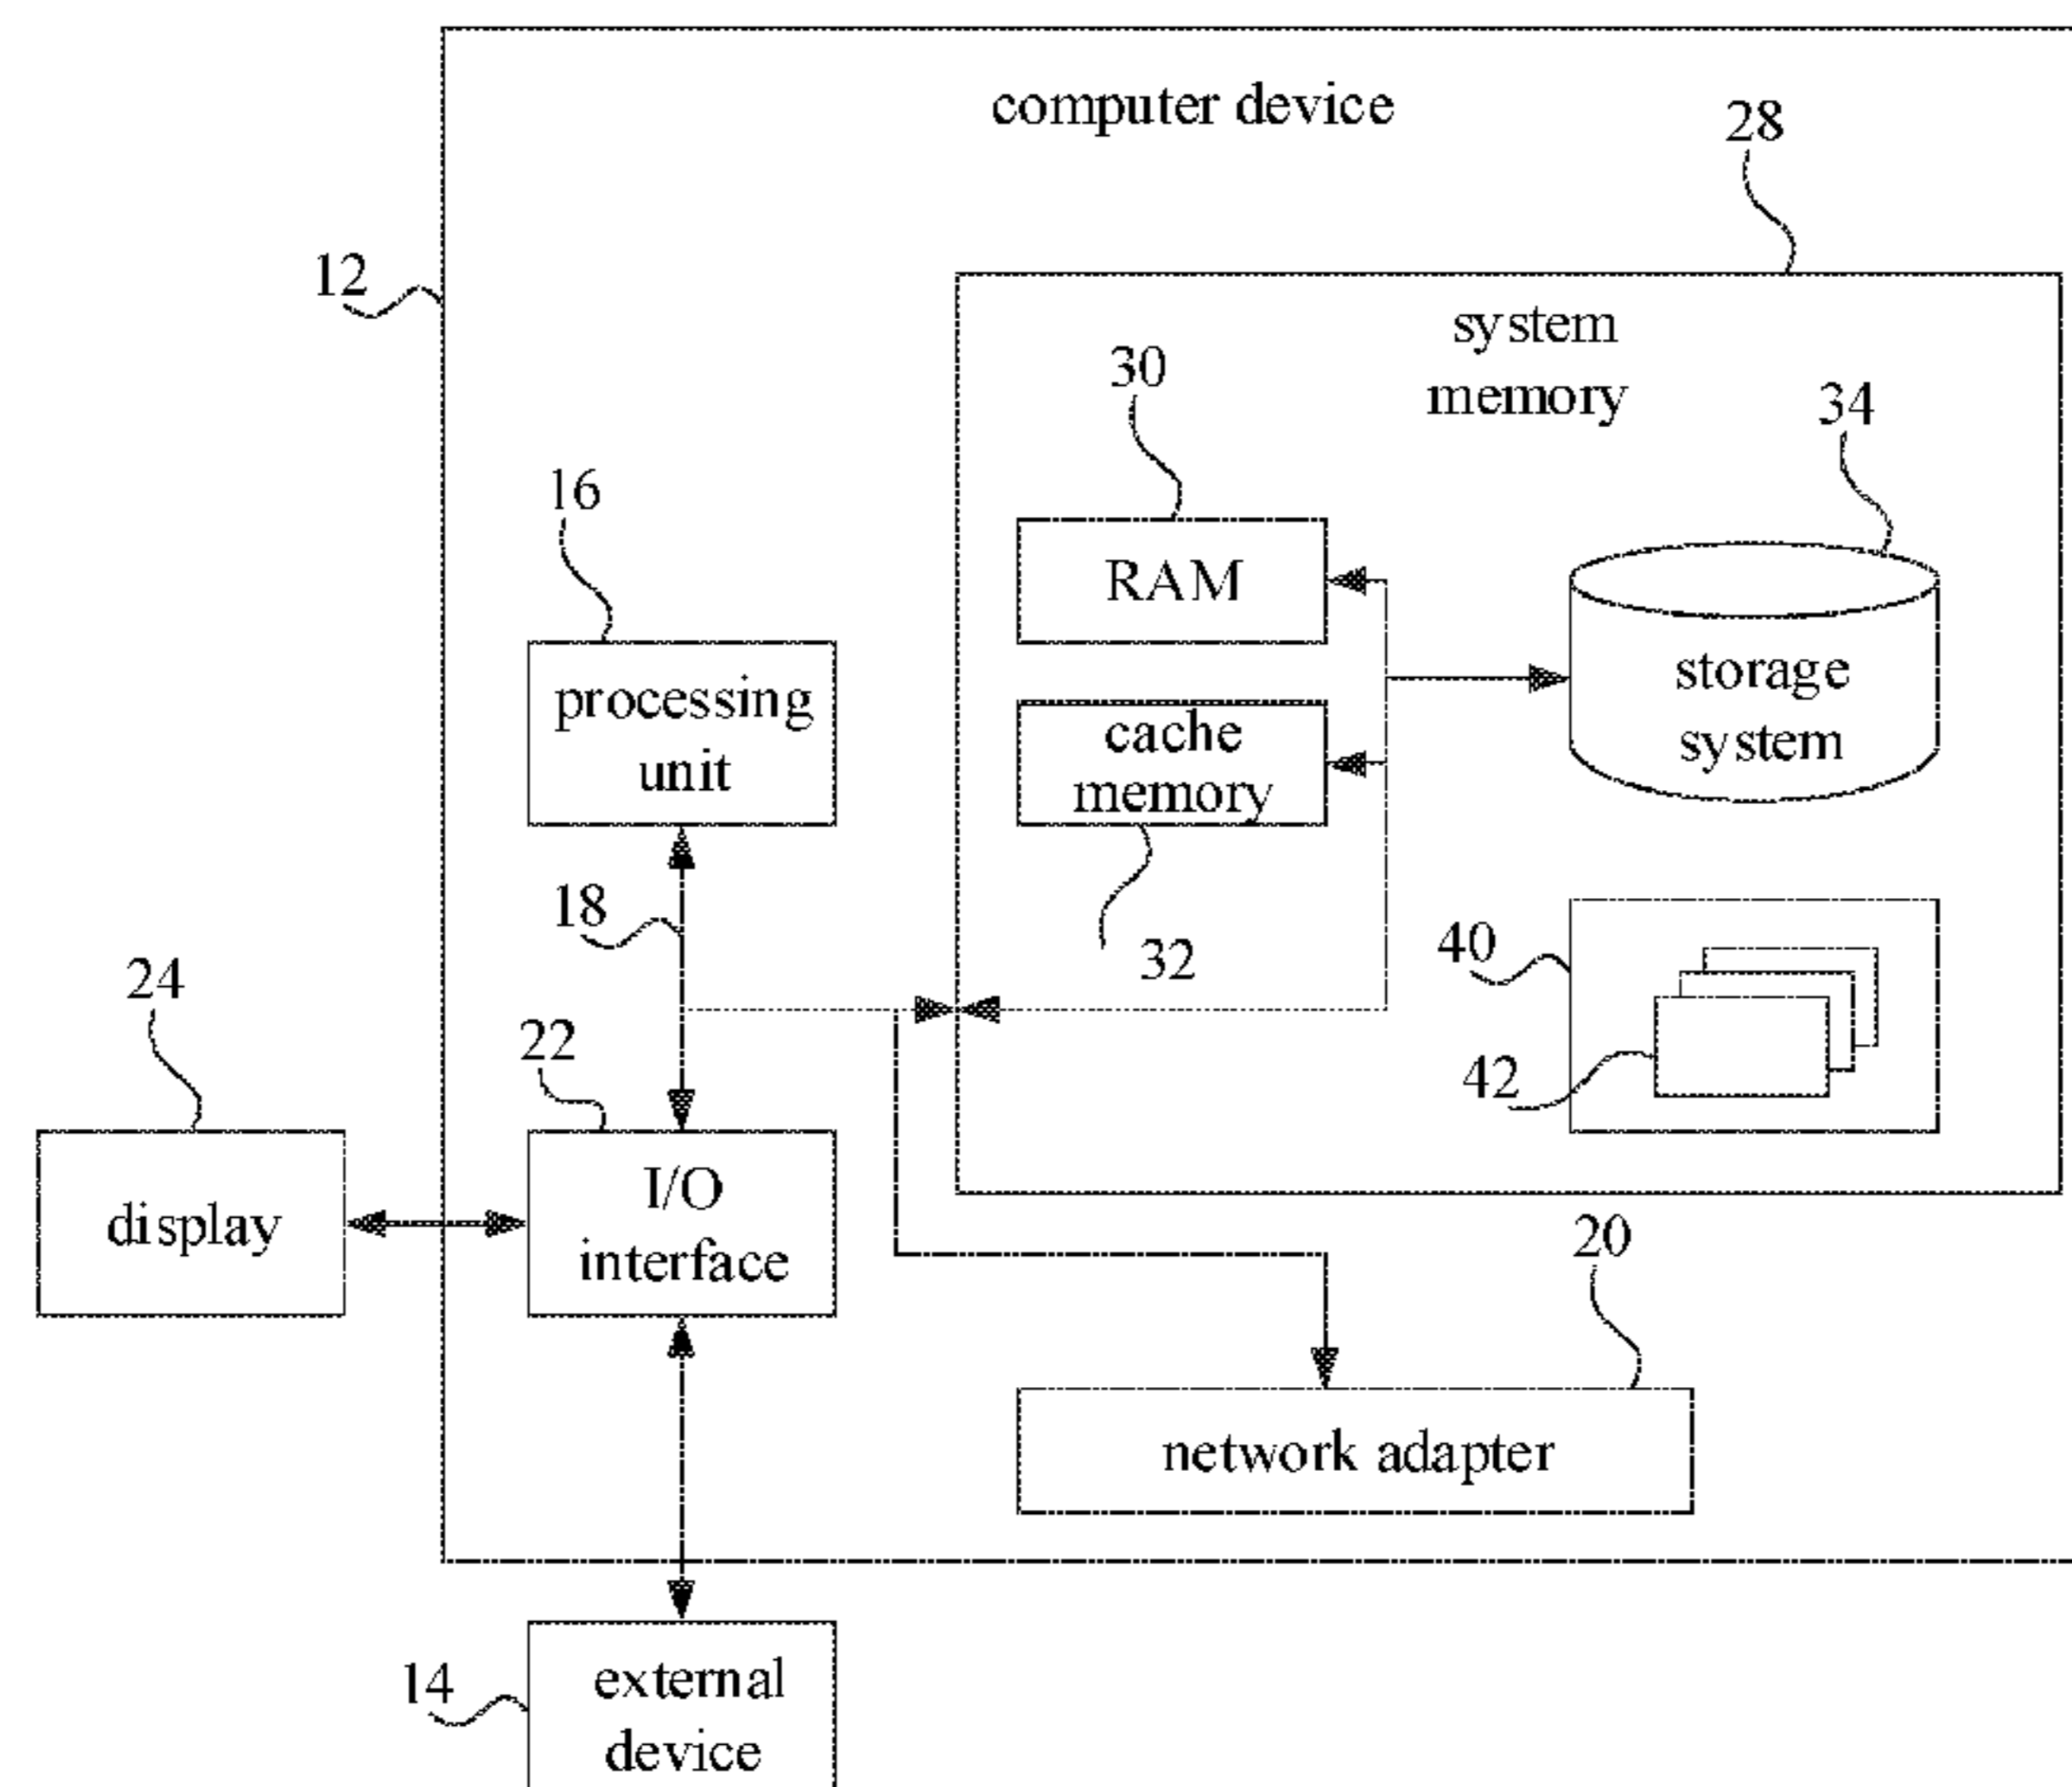 computer device
28
12
system
memory
30
34
16
RAM
processing
unit
storage
system
cache
memory
18
32
40
24
22
42
display
I/O
interface
20
network adapter
14
external
device